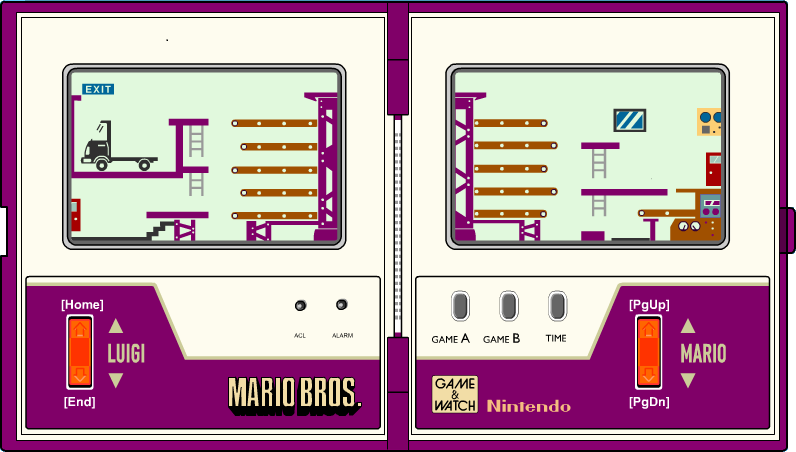 EXIT
[Home]
LUIGI
[End]
ACL
ALARM
MARIO BROS.
GAME A
GAME B
TIME
[PgUp]
MARIO
[PgDn]
GAME
&
WATCH
Nintendo